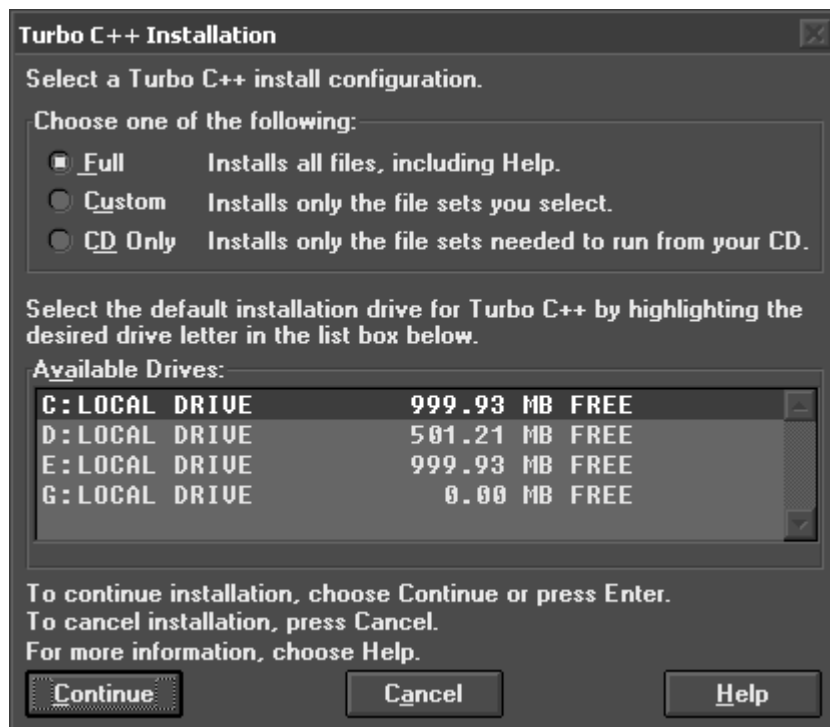 Turbo C++ Installation
Select a Turbo C++ install configuration.
Choose one of the following:
Full Installs all files, including Help.
Custom Installs only the file sets you select.
CD Only Installs only the file sets needed to run from your CD.
Select the default installation drive for Turbo C++ by highlighting the
desired drive letter in the list box below.
Available Drives:
C:LOCAL DRIVE 999.93 MB FREE
D:LOCAL DRIVE 501.21 MB FREE
E:LOCAL DRIVE 999.93 MB FREE
G:LOCAL DRIVE 0.00 MB FREE
To continue installation, choose Continue or press Enter.
To cancel installation, press Cancel.
For more information, choose Help.
Continue Cancel Help